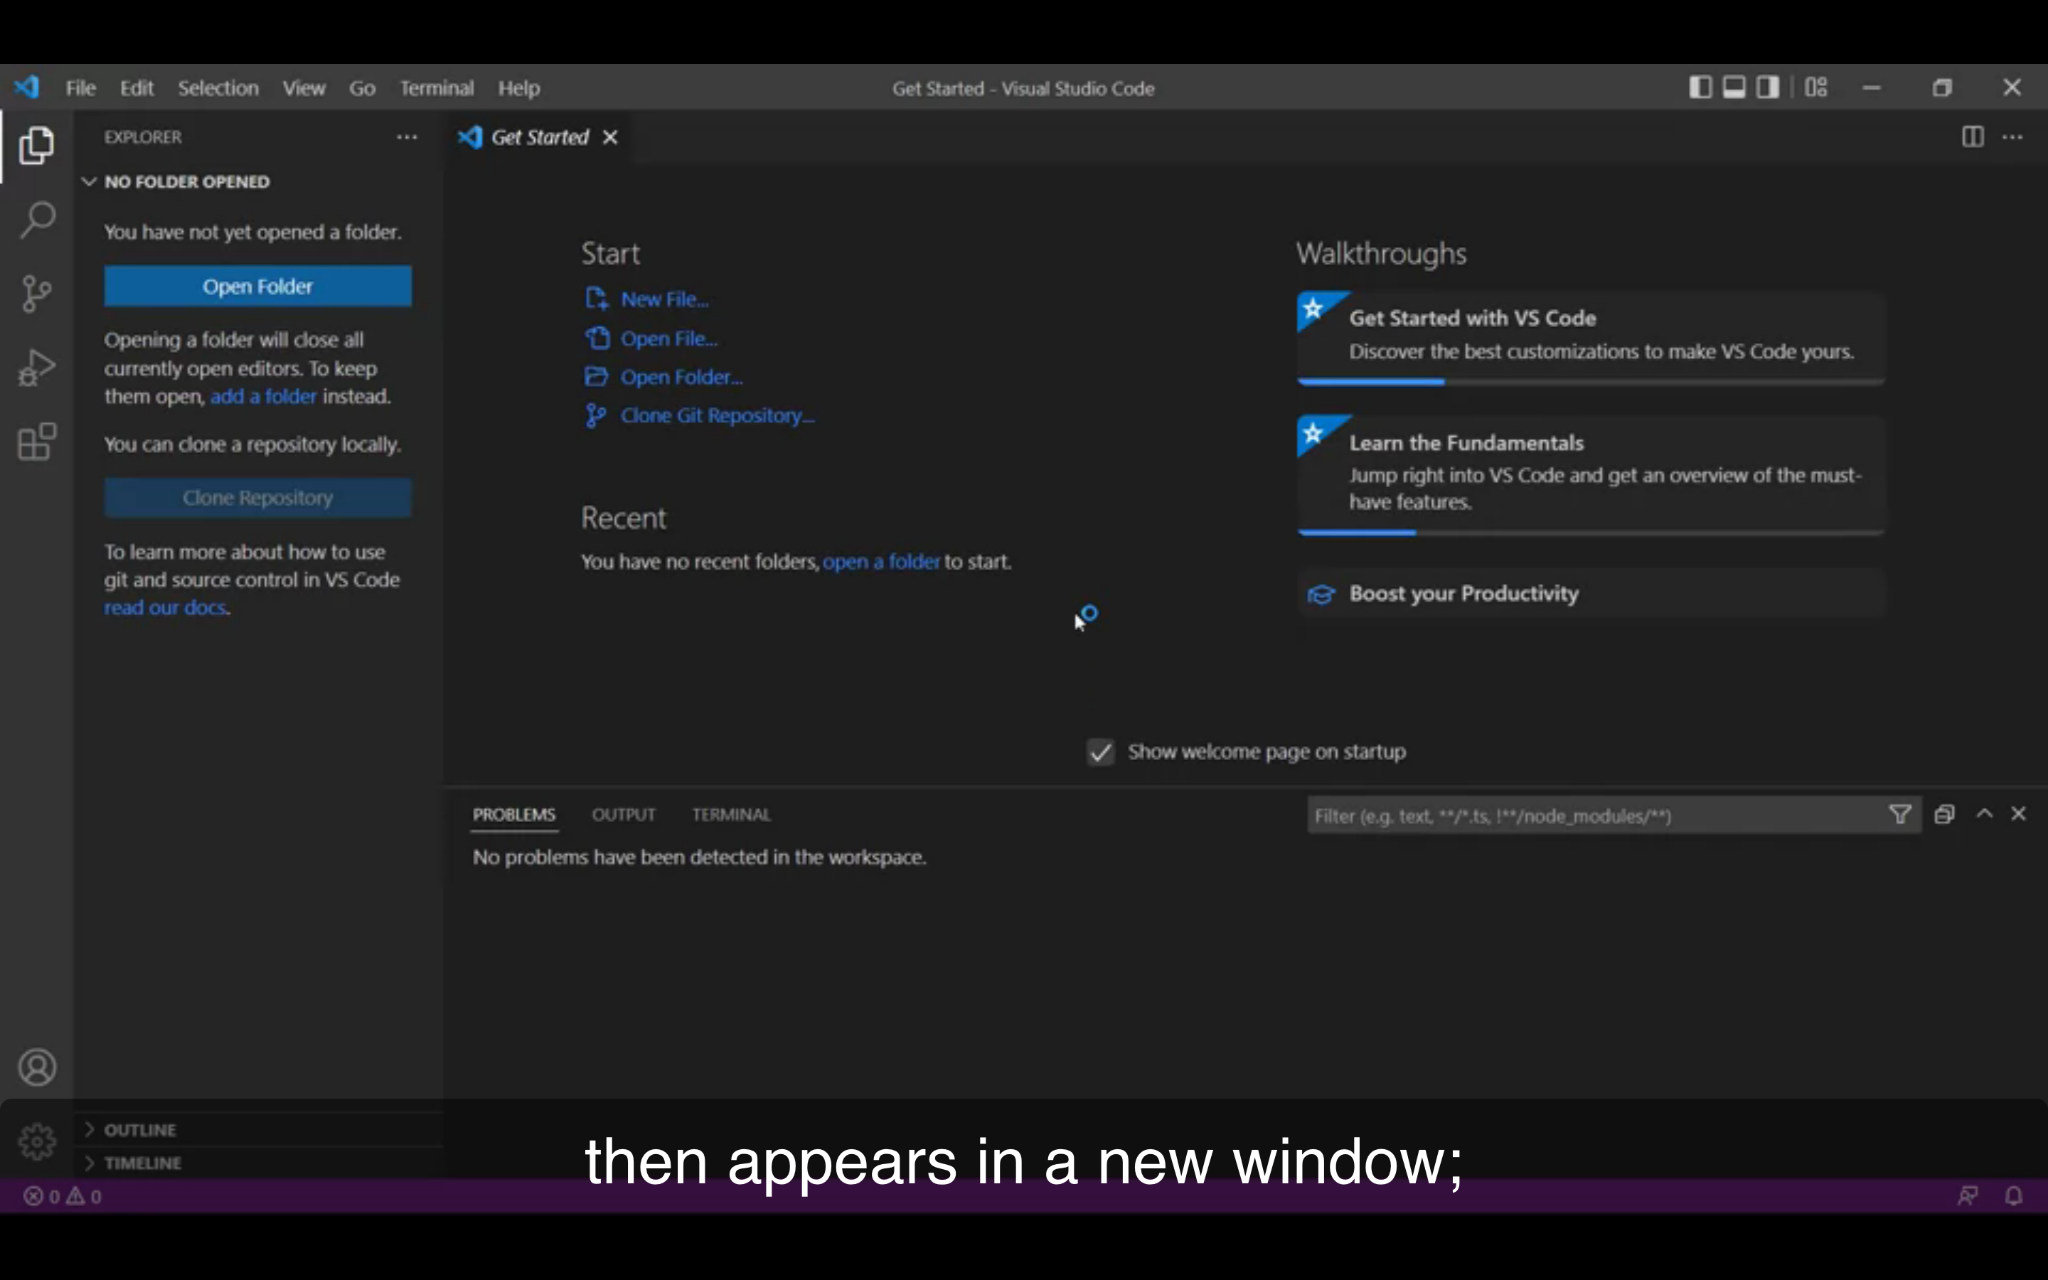 File Edit Selection View Go Terminal Help
Get Started - Visual Studio Code
EXPLORER
NO FOLDER OPENED
You have not yet opened a folder.
Open Folder
Opening a folder will close all
currently open editors. To keep
them open, add a folder instead.
You can clone a repository locally.
Clone Repository
To learn more about how to use
git and source control in VS Code
read our docs.
OUTLINE
TIMELINE
Get Started
Start
New File...
Open File...
Open Folder...
Clone Git Repository...
Recent
You have no recent folders, open a folder to start.
Walkthroughs
Get Started with VS Code
Discover the best customizations to make VS Code yours.
Learn the Fundamentals
Jump right into VS Code and get an overview of the must-
have features.
Boost your Productivity
Show welcome page on startup
PROBLEMS OUTPUT TERMINAL
Filter (e.g. text, **/*.ts, !**/node_modules/**)
No problems have been detected in the workspace.
then appears in a new window;
0 0